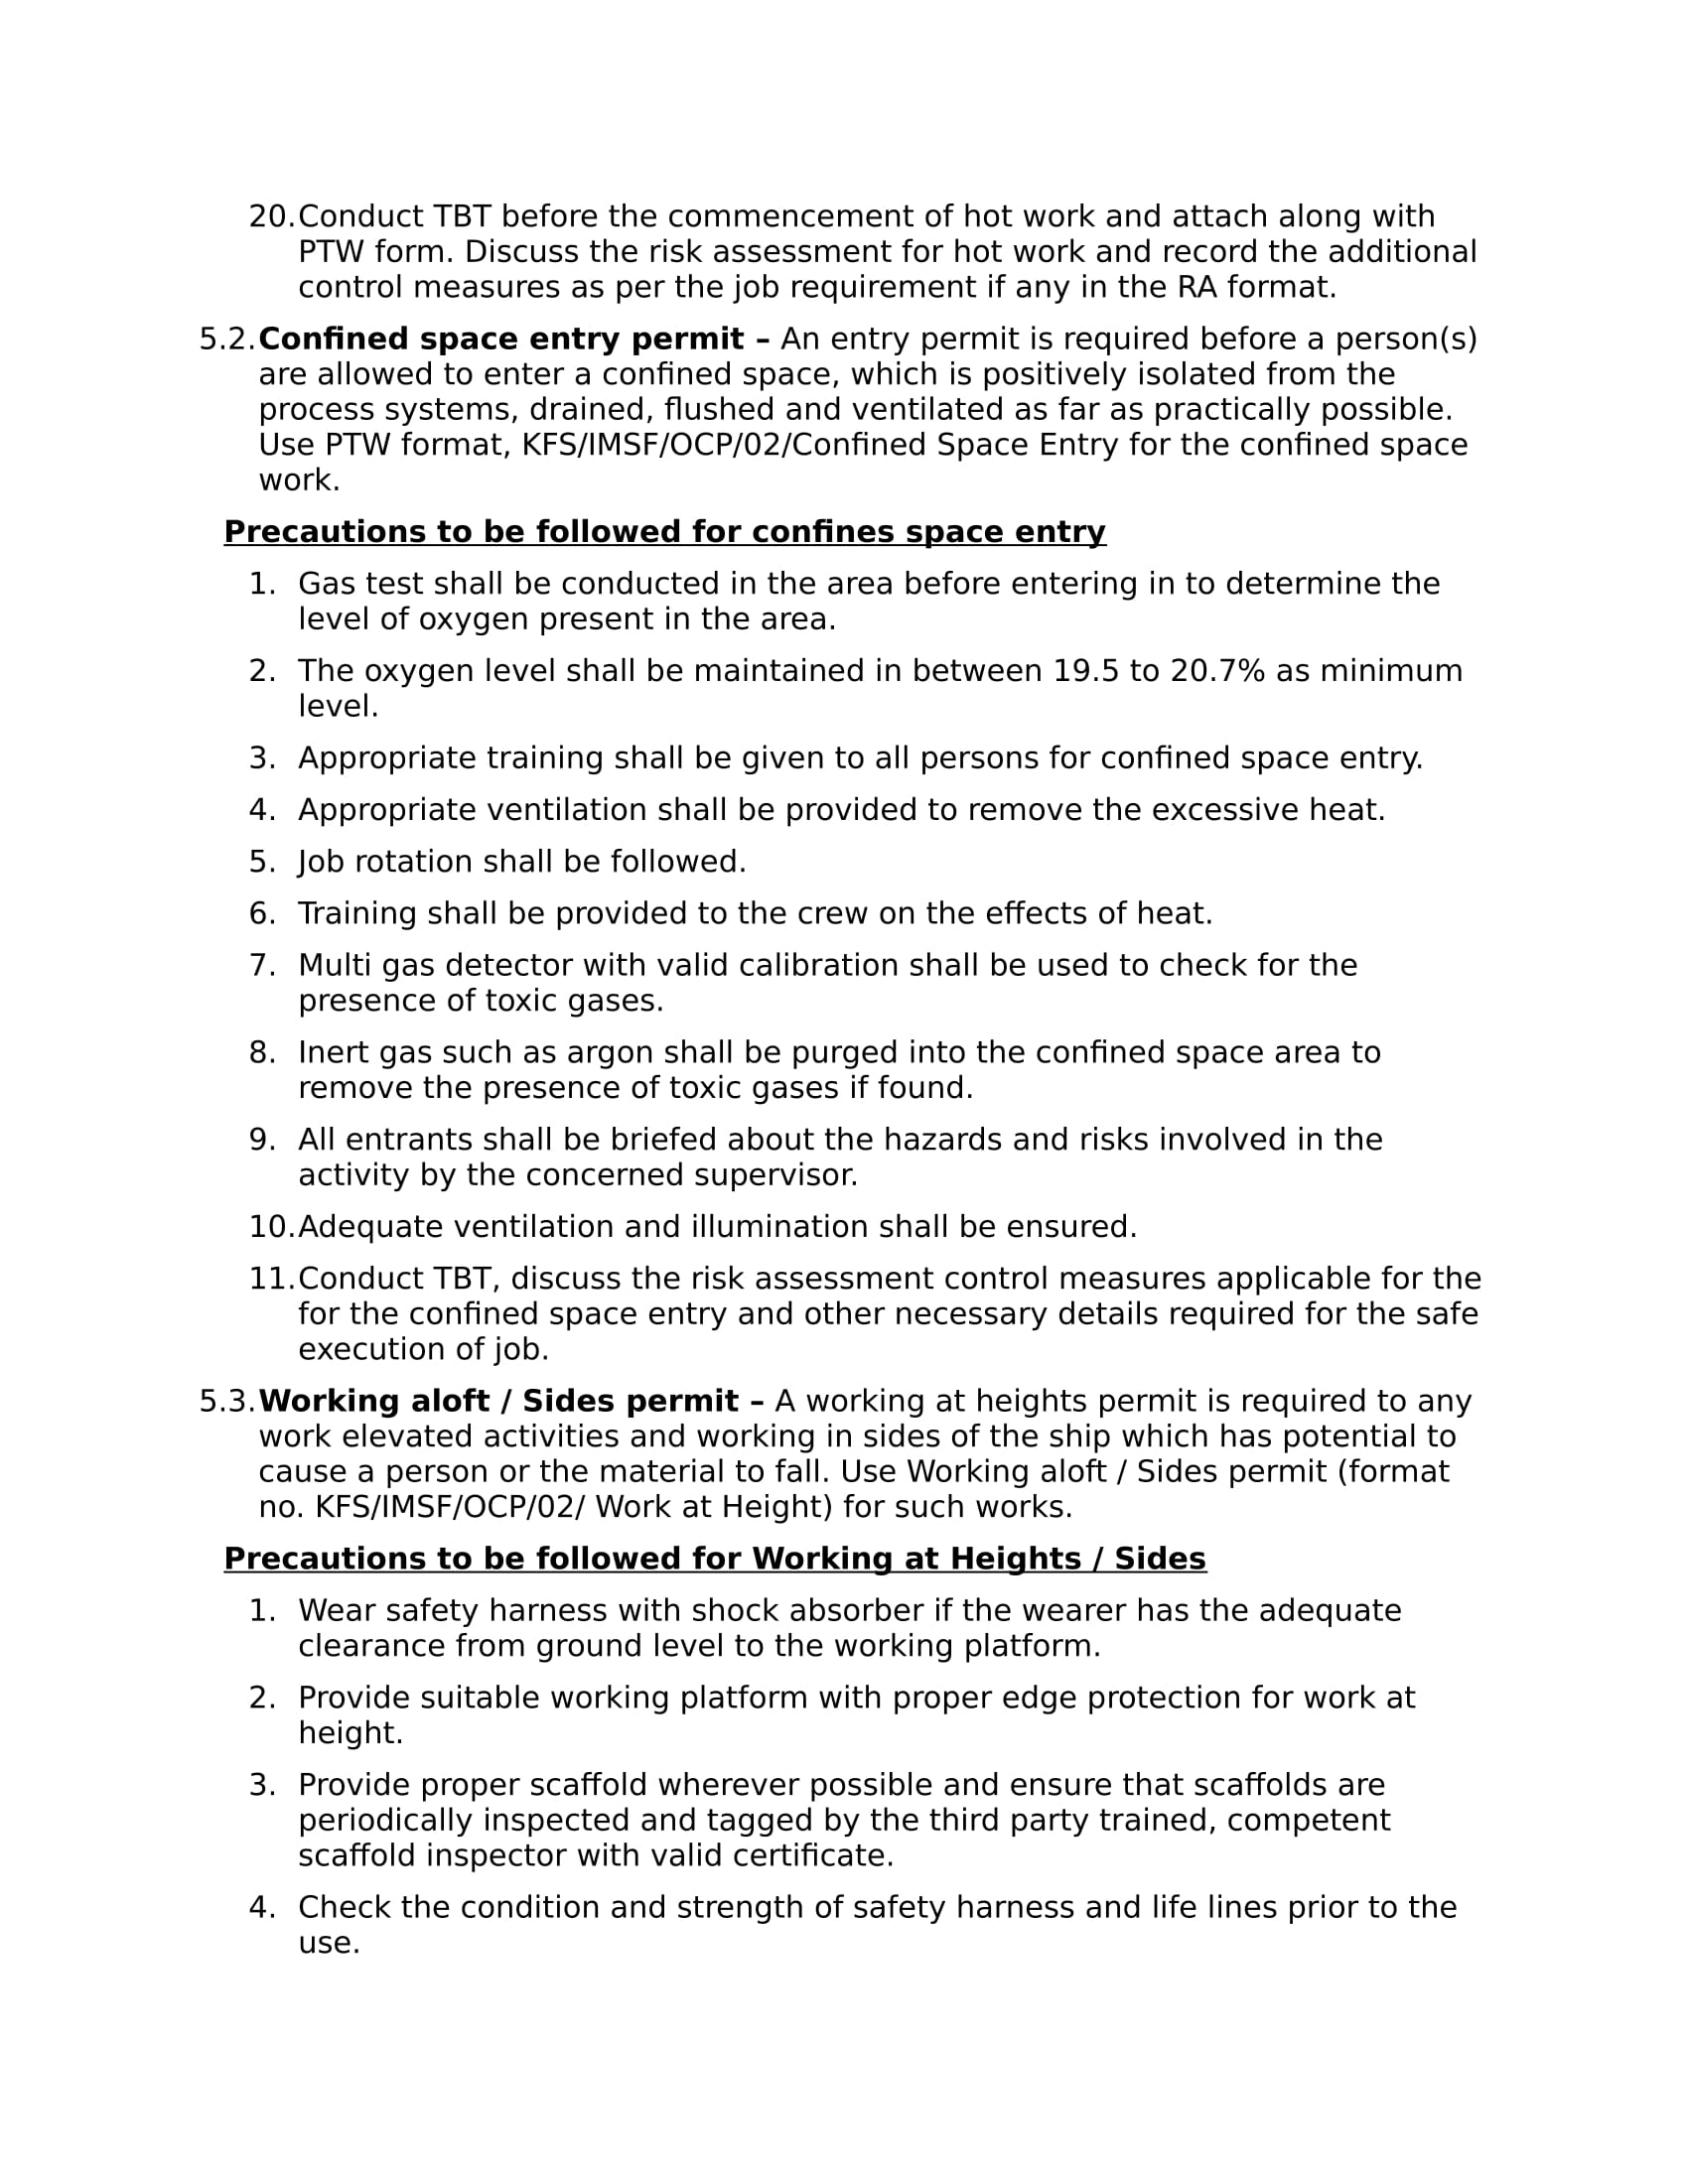 20.Conduct TBT before the commencement of hot work and attach along with
PTW form. Discuss the risk assessment for hot work and record the additional
control measures as per the job requirement if any in the RA format.
5.2.Confined space entry permit – An entry permit is required before a person(s)
are allowed to enter a confined space, which is positively isolated from the
process systems, drained, flushed and ventilated as far as practically possible.
Use PTW format, KFS/IMSF/OCP/02/Confined Space Entry for the confined space
work.
Precautions to be followed for confines space entry
1. Gas test shall be conducted in the area before entering in to determine the
level of oxygen present in the area.
2. The oxygen level shall be maintained in between 19.5 to 20.7% as minimum
level.
3. Appropriate training shall be given to all persons for confined space entry.
4. Appropriate ventilation shall be provided to remove the excessive heat.
5. Job rotation shall be followed.
6. Training shall be provided to the crew on the effects of heat.
7. Multi gas detector with valid calibration shall be used to check for the
presence of toxic gases.
8. Inert gas such as argon shall be purged into the confined space area to
remove the presence of toxic gases if found.
9. All entrants shall be briefed about the hazards and risks involved in the
activity by the concerned supervisor.
10.Adequate ventilation and illumination shall be ensured.
11.Conduct TBT, discuss the risk assessment control measures applicable for the
for the confined space entry and other necessary details required for the safe
execution of job.
5.3.Working aloft / Sides permit – A working at heights permit is required to any
work elevated activities and working in sides of the ship which has potential to
cause a person or the material to fall. Use Working aloft / Sides permit (format
no. KFS/IMSF/OCP/02/ Work at Height) for such works.
Precautions to be followed for Working at Heights / Sides
1. Wear safety harness with shock absorber if the wearer has the adequate
clearance from ground level to the working platform.
2. Provide suitable working platform with proper edge protection for work at
height.
3. Provide proper scaffold wherever possible and ensure that scaffolds are
periodically inspected and tagged by the third party trained, competent
scaffold inspector with valid certificate.
4. Check the condition and strength of safety harness and life lines prior to the
use.